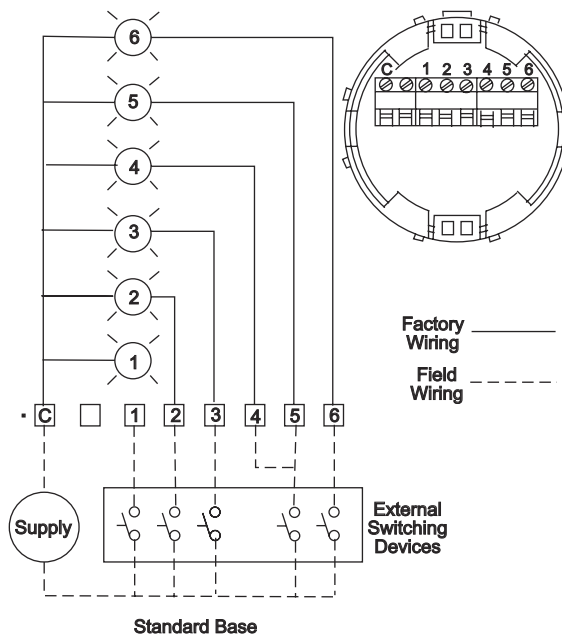 6
5
4
3
2
1
C 1 2 3 4 5 6
Factory
Wiring
Field
Wiring
C 1 2 3 4 5 6
Supply
External
Switching
Devices
Standard Base